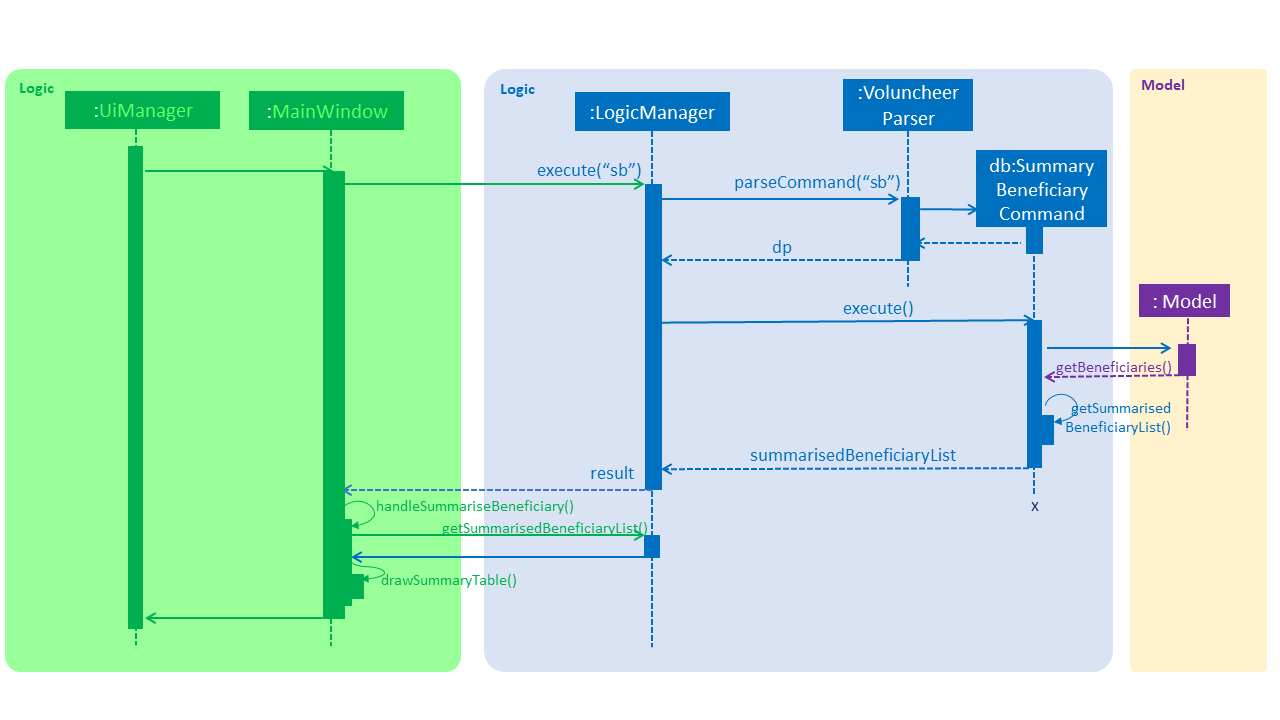 Logic
Logic
Model
:UiManager
:MainWindow
:LogicManager
:Voluncheer
Parser
db:Summary
Beneficiary
Command
execute(“sb”)
parseCommand(“sb”)
dp
execute()
: Model
getBeneficiaries()
getSummarised
BeneficiaryList()
summarisedBeneficiaryList
result
x
handleSummariseBeneficiary()
getSummarisedBeneficiaryList()
drawSummaryTable()